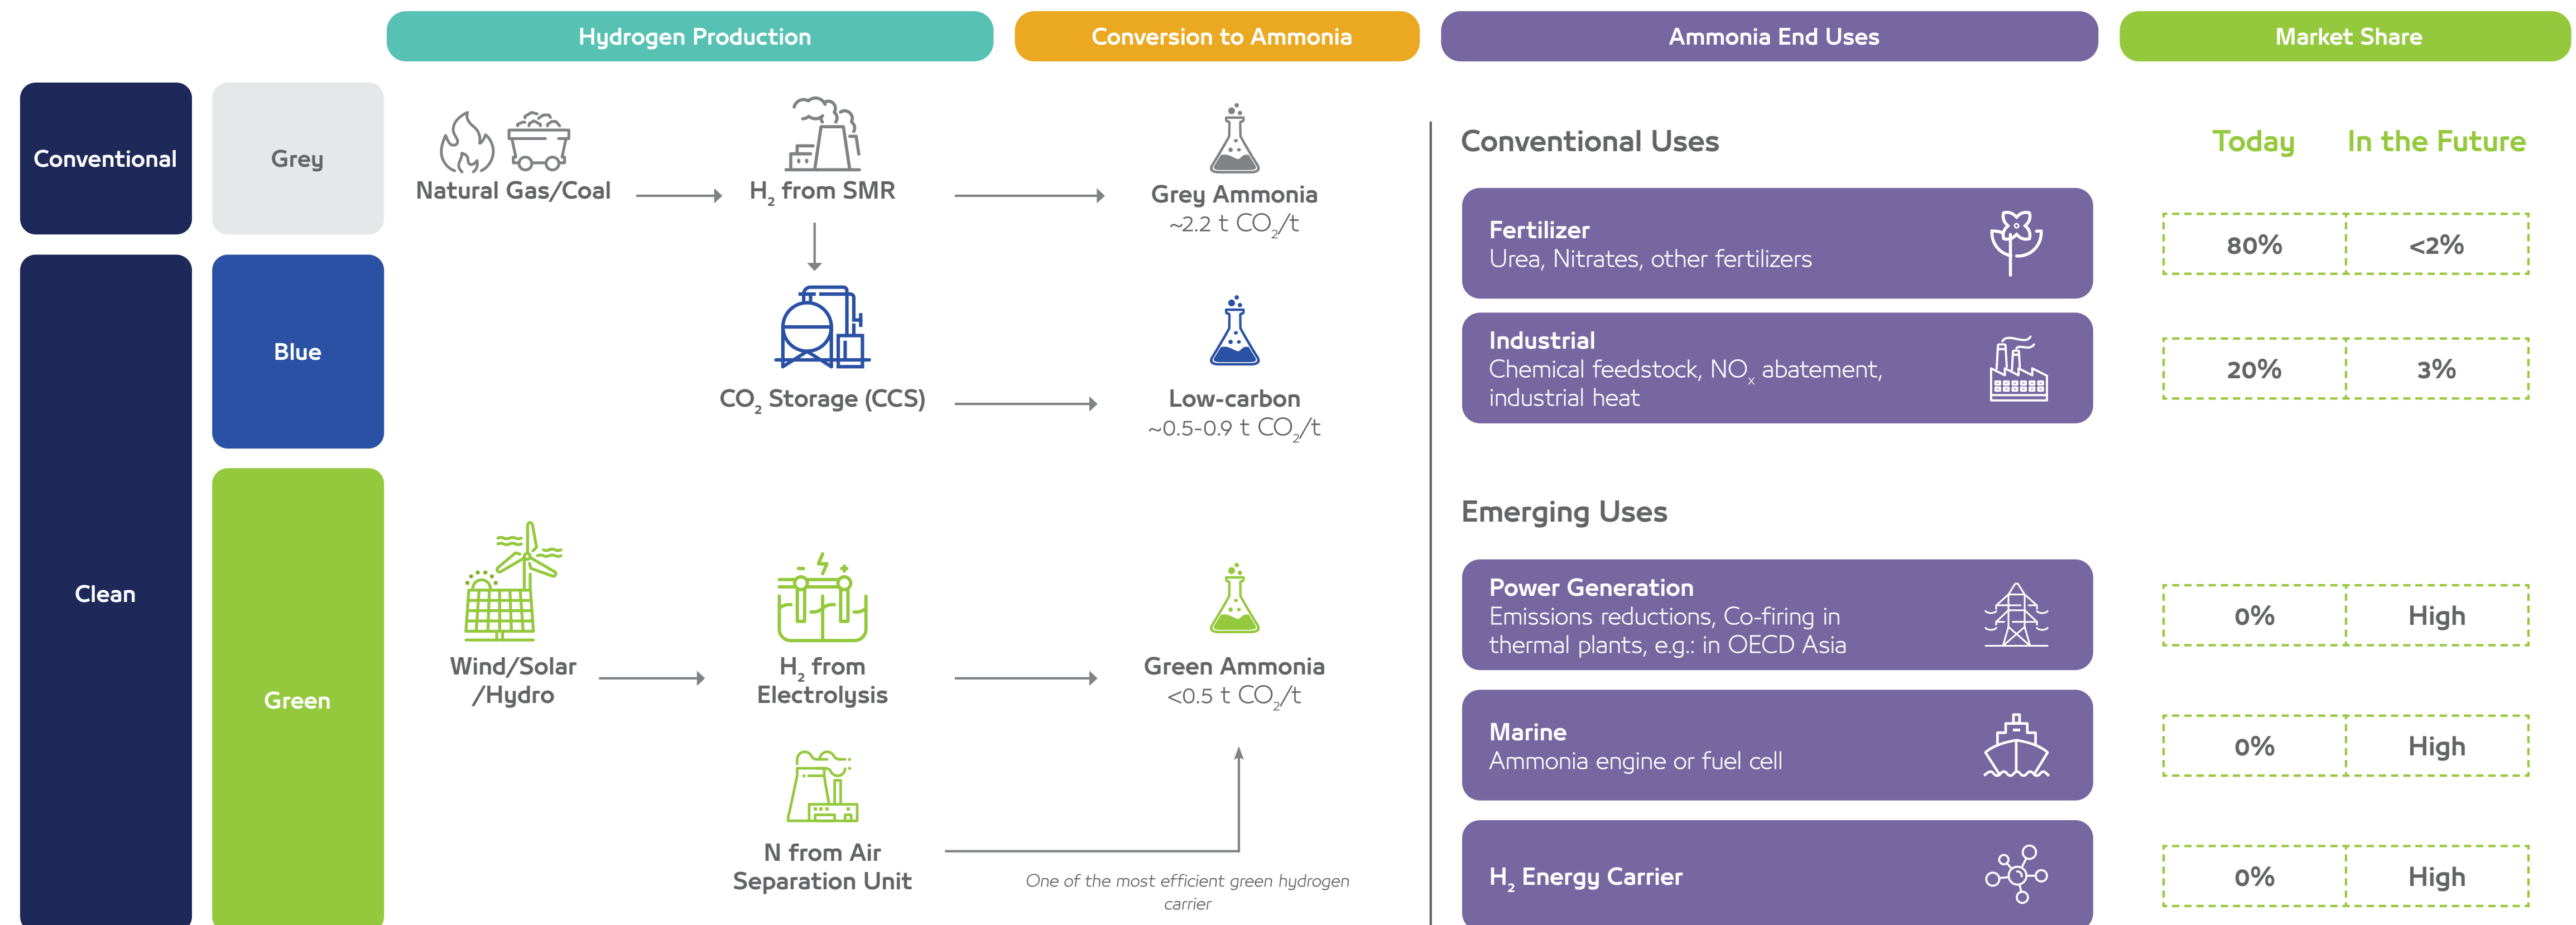 Hydrogen Production
Conversion to Ammonia
Ammonia End Uses
Market Share
Conventional
Grey
Natural Gas/Coal
H₂ from SMR
Grey Ammonia
~2.2 t CO₂/t
Clean
Blue
CO₂ Storage (CCS)
Low-carbon
~0.5-0.9 t CO₂/t
Green
Wind/Solar
/Hydro
H₂ from
Electrolysis
Green Ammonia
<0.5 t CO₂/t
N from Air
Separation Unit
One of the most efficient green hydrogen
carrier
Conventional Uses
Today
In the Future
Fertilizer
Urea, Nitrates, other fertilizers
80%
<2%
Industrial
Chemical feedstock, NOₓ abatement,
industrial heat
20%
3%
Emerging Uses
Power Generation
Emissions reductions, Co-firing in
thermal plants, e.g.: in OECD Asia
0%
High
Marine
Ammonia engine or fuel cell
0%
High
H₂ Energy Carrier
0%
High